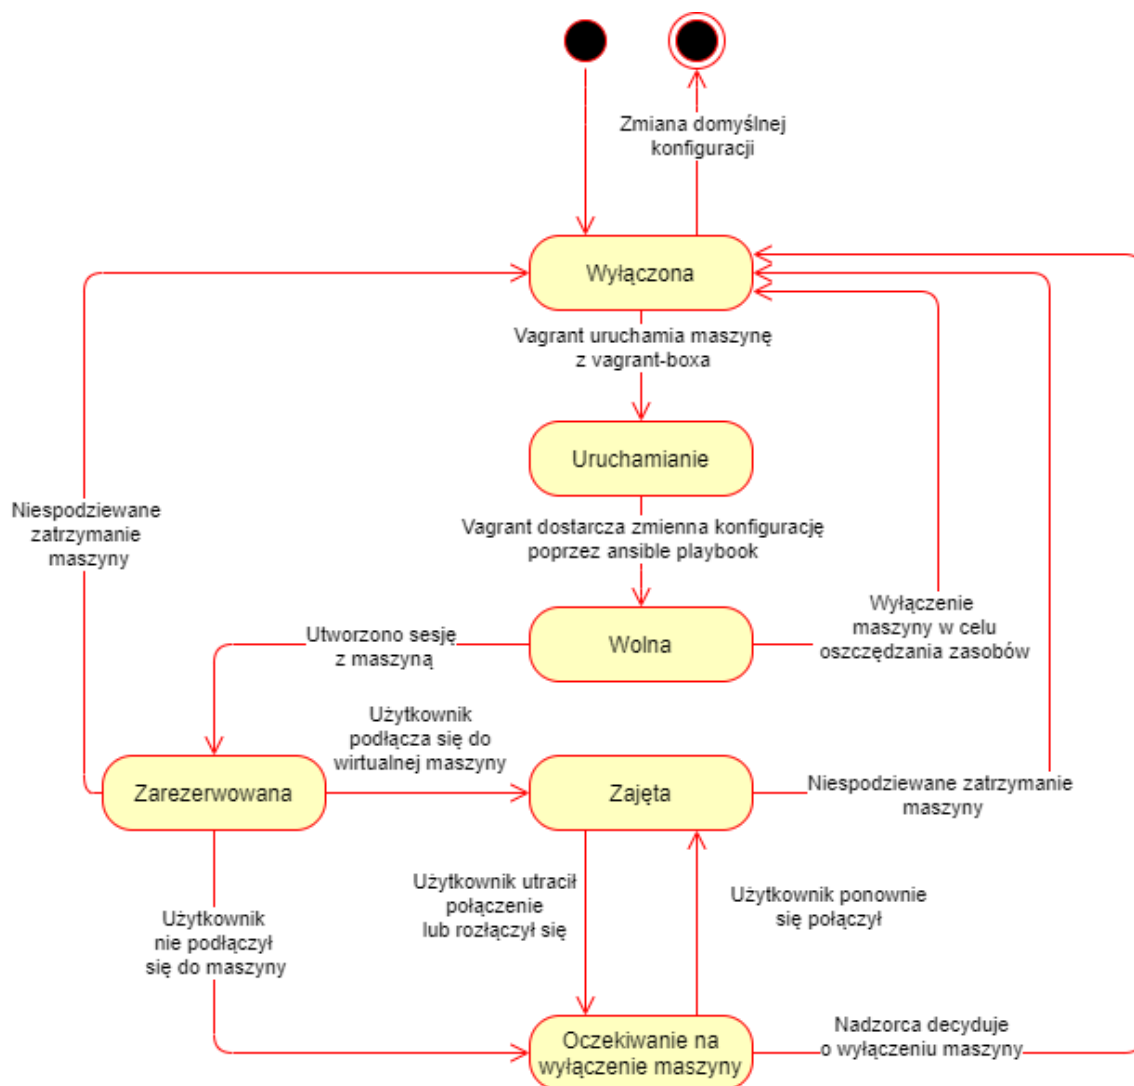 Zmiana domyślnej
konfiguracji
Wyłączona
Vagrant uruchamia maszynę
z vagrant-boxa
Uruchamianie
Niespodziewane
zatrzymanie
maszyny
Vagrant dostarcza zmienna konfigurację
poprzez ansible playbook
Wyłączenie
maszyny w celu
oszczędzania zasobów
Utworzono sesję
z maszyną
Wolna
Użytkownik
podłącza się do
wirtualnej maszyny
Zarezerwowana
Zajęta
Niespodziewane zatrzymanie
maszyny
Użytkownik utracił
połączenie
lub rozłączył się
Użytkownik ponownie
się połączył
Użytkownik
nie podłączył
się do maszyny
Oczekiwanie na
wyłączenie maszyny
Nadzorca decyduje
o wyłączeniu maszyny